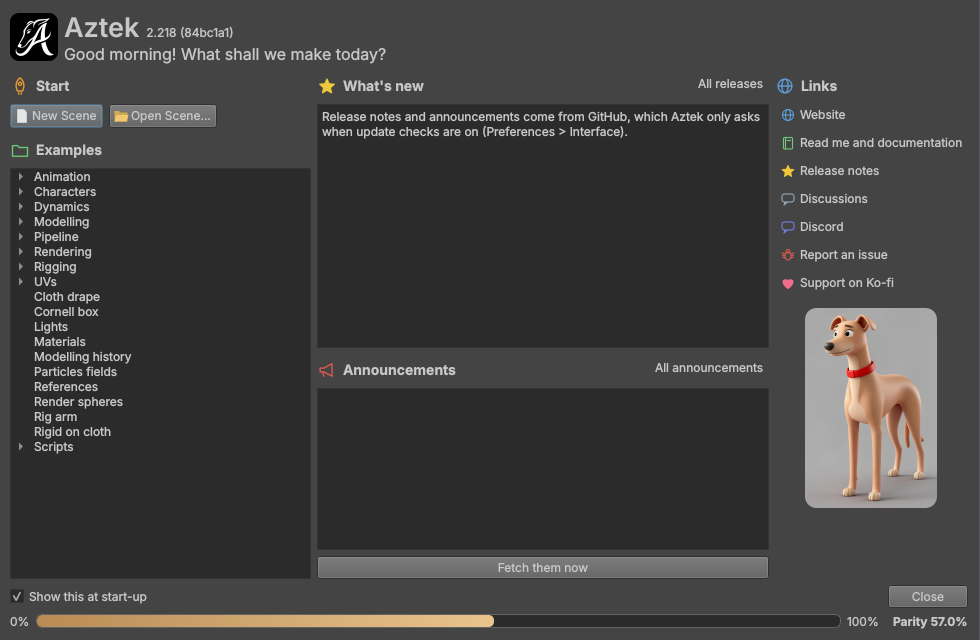 Aztek 2.218 (84bc1a1)
Good morning! What shall we make today?
Start
New Scene
Open Scene...
Examples
Animation
Characters
Dynamics
Modelling
Pipeline
Rendering
Rigging
UVs
Cloth drape
Cornell box
Lights
Materials
Modelling history
Particles fields
References
Render spheres
Rig arm
Rigid on cloth
Scripts
What's new
All releases
Release notes and announcements come from GitHub, which Aztek only asks
when update checks are on (Preferences > Interface).
Announcements
All announcements
Fetch them now
Links
Website
Read me and documentation
Release notes
Discussions
Discord
Report an issue
Support on Ko-fi
Show this at start-up
Close
0%
100%
Parity 57.0%